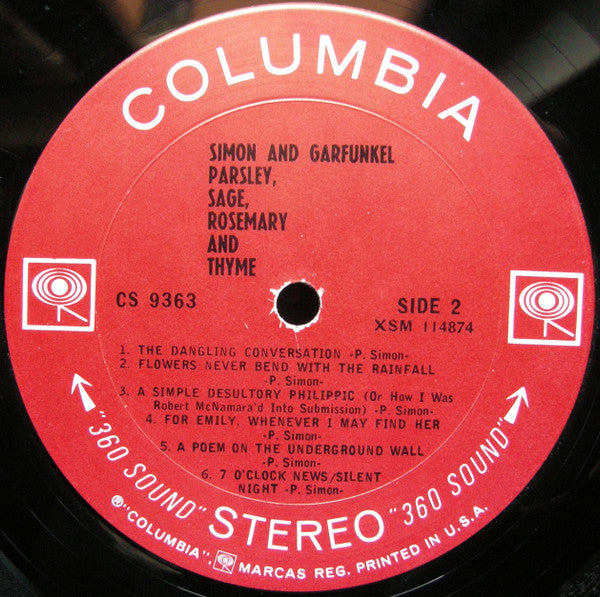 COLUMBIA
SIMON AND GARFUNKEL
PARSLEY,
SAGE,
ROSEMARY
AND
THYME
CS 9363
SIDE 2
XSM 114874
1. THE DANGLING CONVERSATION -P. Simon-
2. FLOWERS NEVER BEND WITH THE RAINFALL
-P. Simon-
3. A SIMPLE DESULTORY PHILIPPIC (Or How I Was
Robert McNamara'd Into Submission) -P. Simon-
4. FOR EMILY. WHENEVER I MAY FIND HER
-P. Simon-
5. A POEM ON THE UNDERGROUND WALL
-P. Simon-
6. 7 O'CLOCK NEWS/SILENT
NIGHT -P. Simon-
"360 SOUND" STEREO "360 SOUND"
® "COLUMBIA", MARCAS REG. PRINTED IN U.S.A.